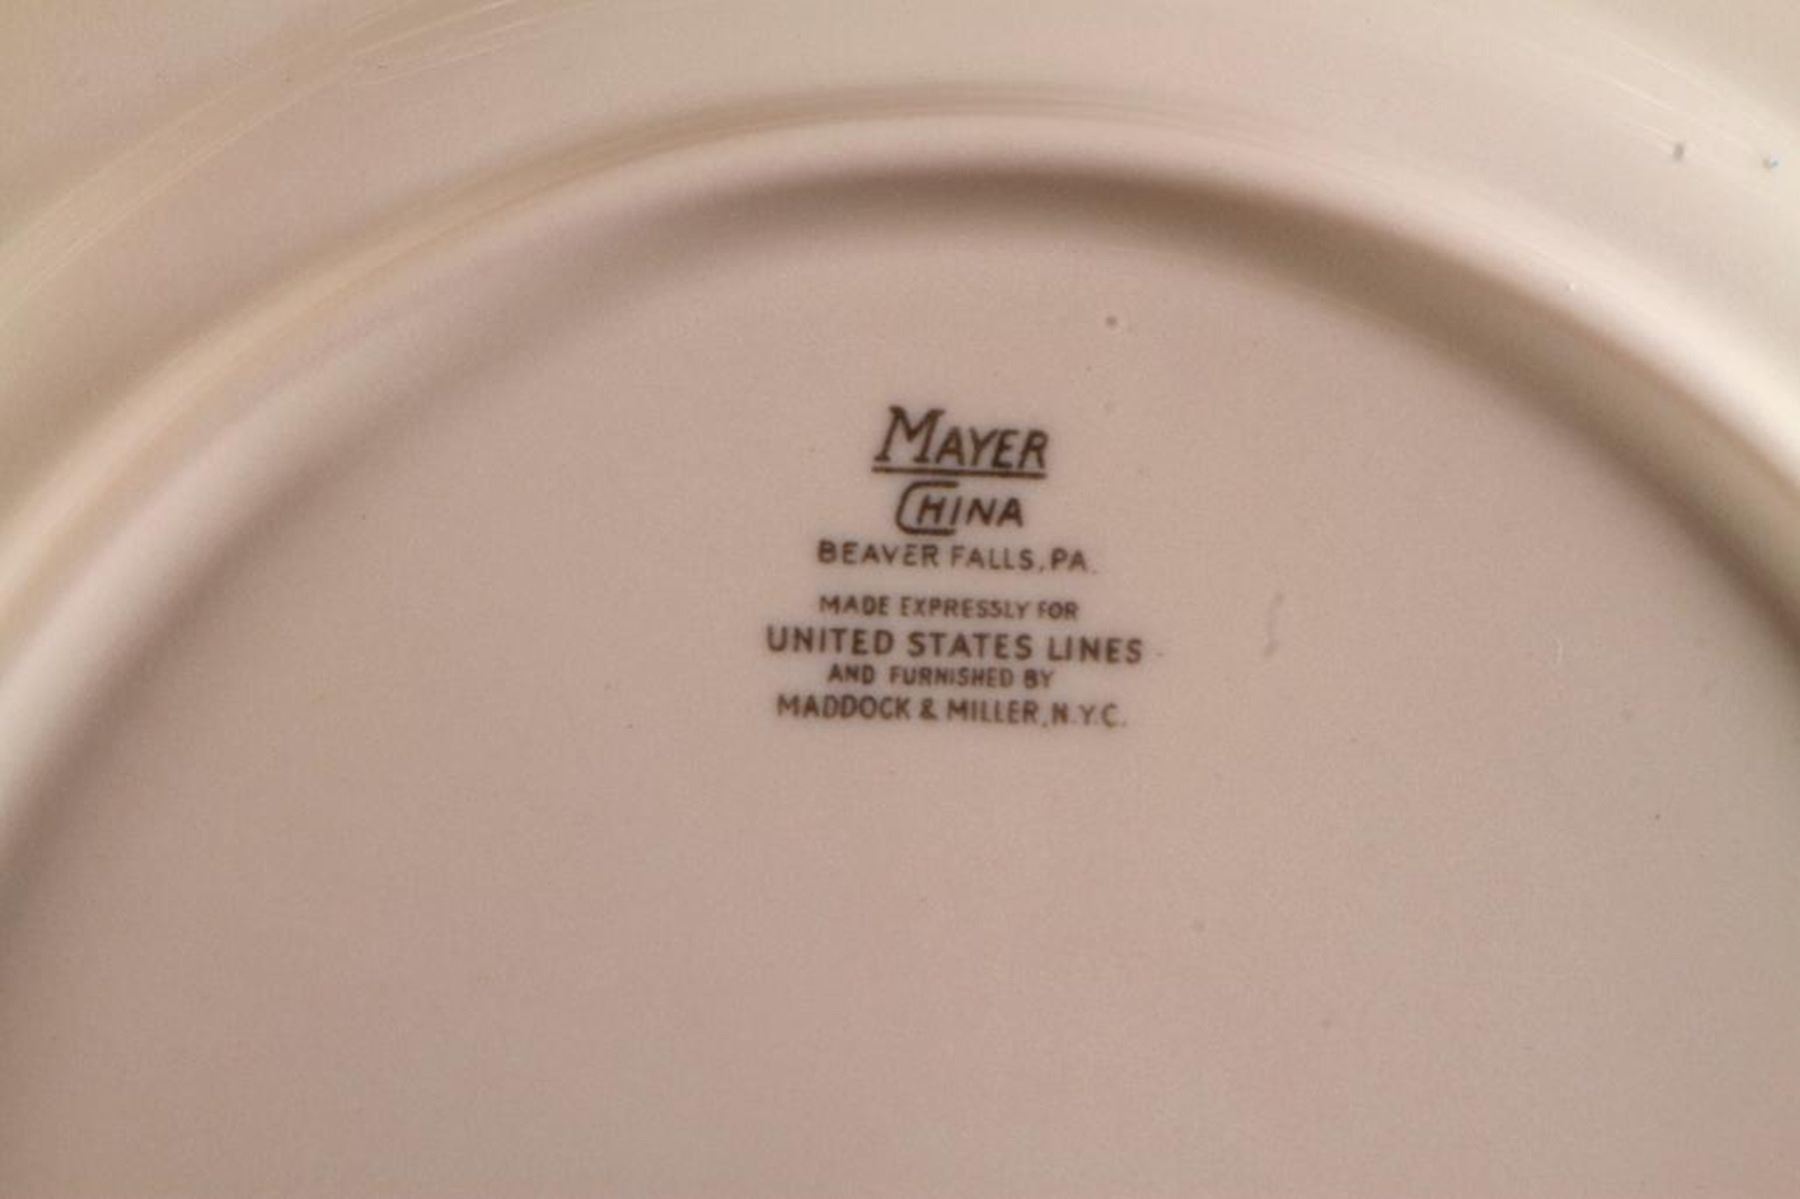 MAYER
CHINA
BEAVER FALLS, PA.
MADE EXPRESSLY FOR
UNITED STATES LINES
AND FURNISHED BY
MADDOCK & MILLER, N.Y.C.